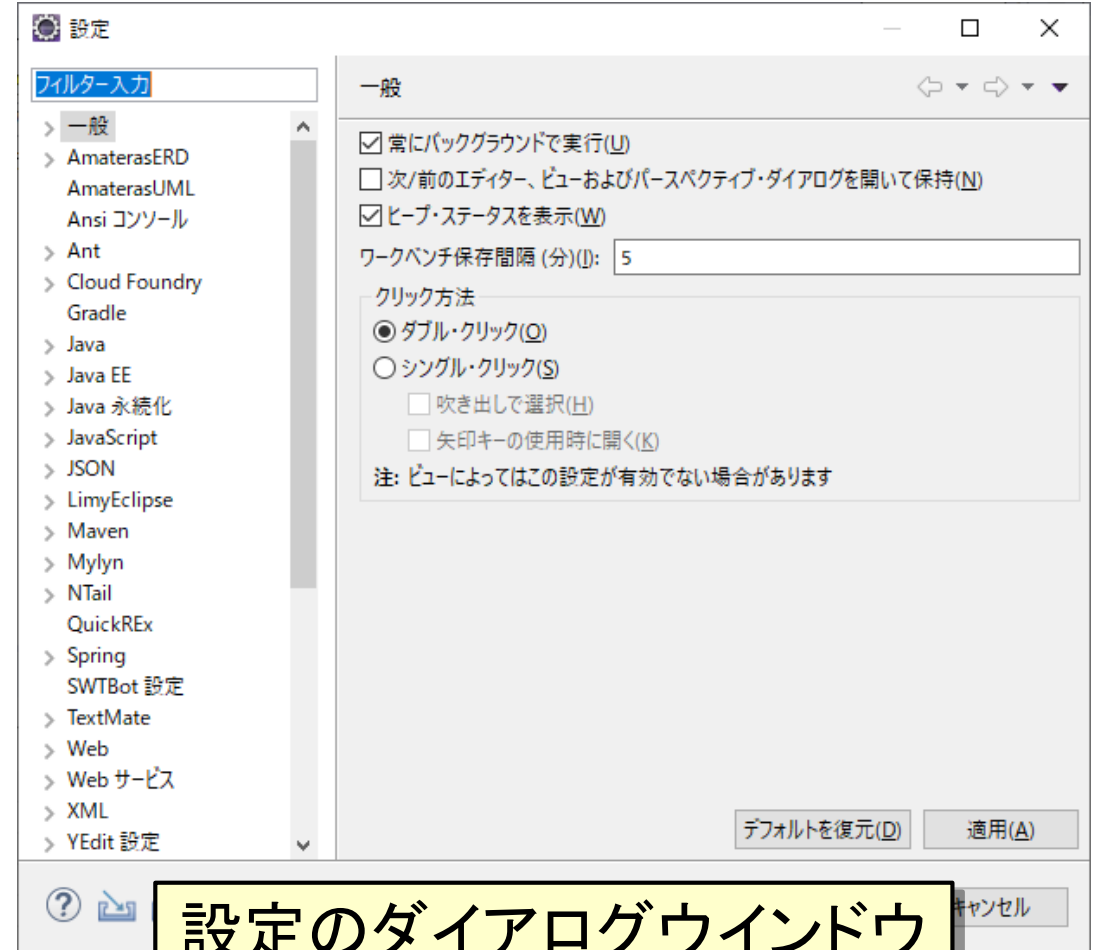 設定
フィルター入力
一般
AmaterasERD
AmaterasUML
Ansi コンソール
Ant
Cloud Foundry
Gradle
Java
Java EE
Java 永続化
JavaScript
JSON
LimyEclipse
Maven
Mylyn
NTail
QuickREx
Spring
SWTBot 設定
TextMate
Web
Web サービス
XML
YEdit 設定
一般
常にバックグラウンドで実行(U)
次/前のエディター、ビューおよびパースペクティブ・ダイアログを開いて保持(N)
ヒープ・ステータスを表示(W)
ワークベンチ保存間隔 (分)(I): 5
クリック方法
ダブル・クリック(O)
シングル・クリック(S)
吹き出しで選択(H)
矢印キーの使用時に開く(K)
注: ビューによってはこの設定が有効でない場合があります
デフォルトを復元(D) 適用(A)
キャンセル
設定のダイアログウインドウ